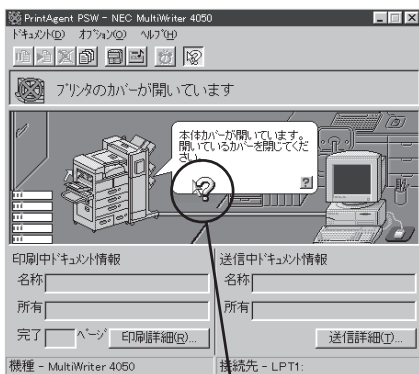 PrintAgent PSW - NEC MultiWriter 4050
ﾄﾞｷｭﾒﾝﾄ(D) ｵﾌﾟｼｮﾝ(O) ﾍﾙﾌﾟ(H)
ﾌﾟﾘﾝﾀのｶﾊﾞｰが開いています
本体ｶﾊﾞｰが開いています。
開いているｶﾊﾞｰを閉じてくだ
さい。
印刷中ﾄﾞｷｭﾒﾝﾄ情報
名称
所有
完了 ﾍﾟｰｼﾞ 印刷詳細(R)...
送信中ﾄﾞｷｭﾒﾝﾄ情報
名称
所有
送信詳細(T)...
機種 - MultiWriter 4050
接続先 - LPT1: